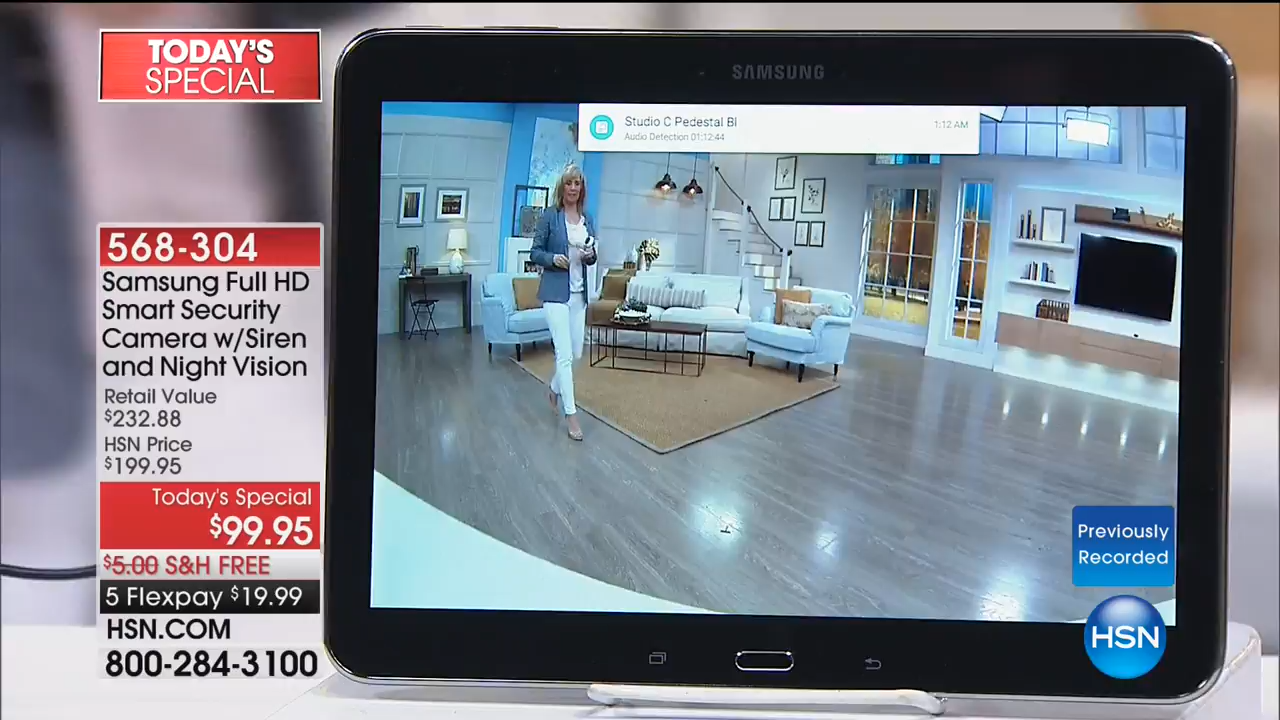 TODAY'S
SPECIAL
568-304
Samsung Full HD
Smart Security
Camera w/Siren
and Night Vision
Retail Value
$232.88
HSN Price
$199.95
Today's Special
$99.95
$5.00 S&H FREE
5 Flexpay $19.99
HSN.COM
800-284-3100
SAMSUNG
Studio C Pedestal BI
1:12 AM
Audio Detection 01:12:44
Previously
Recorded
HSN